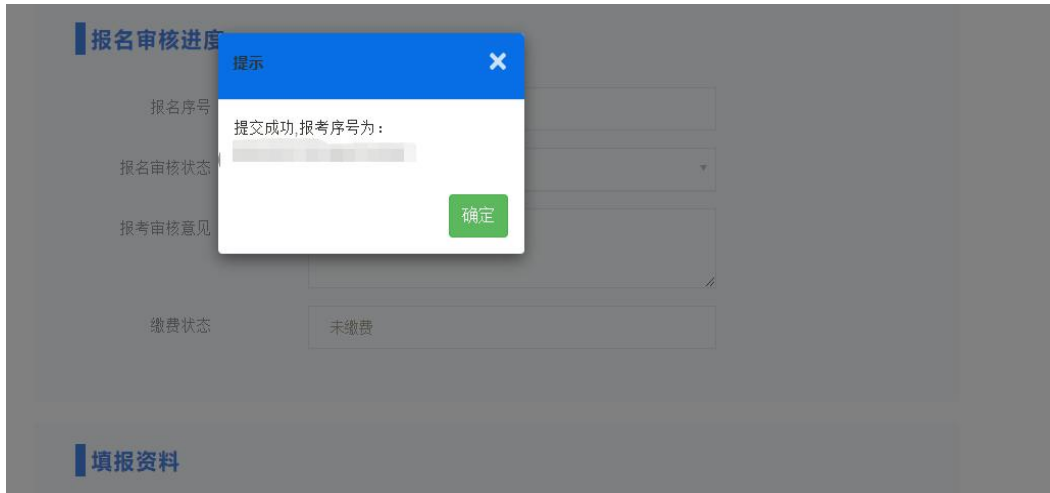 报名审核进度
提示
×
报名序号
提交成功,报考序号为:
报名审核状态
确定
报考审核意见
缴费状态
未缴费
填报资料